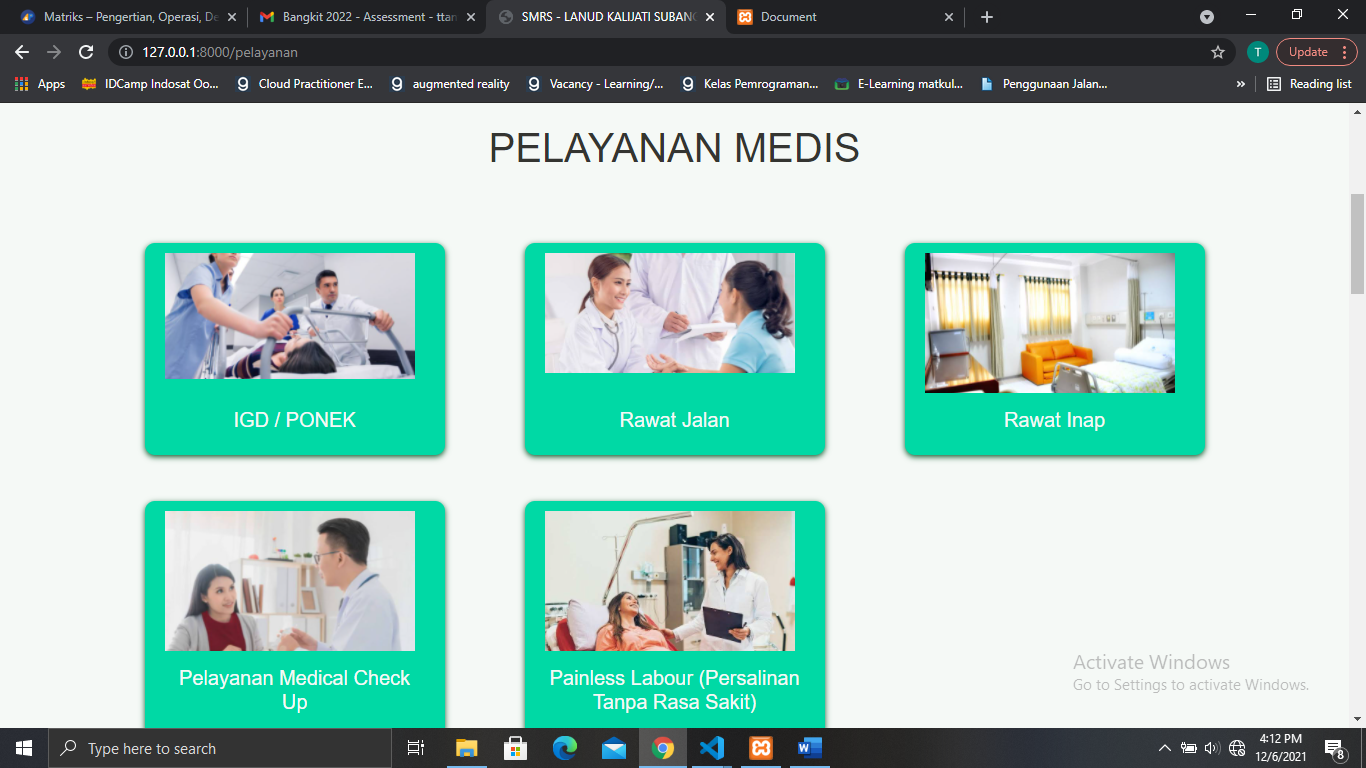 Matriks – Pengertian, Operasi, De
Bangkit 2022 - Assessment - ttan
SMRS - LANUD KALIJATI SUBANG
Document
127.0.0.1:8000/pelayanan
T
Update
Apps
IDCamp Indosat Oo...
Cloud Practitioner E...
augmented reality
Vacancy - Learning/...
Kelas Pemrograman...
E-Learning matkul...
Penggunaan Jalan...
»
Reading list
PELAYANAN MEDIS
IGD / PONEK
Rawat Jalan
Rawat Inap
Pelayanan Medical Check
Up
Painless Labour (Persalinan
Tanpa Rasa Sakit)
Activate Windows
Go to Settings to activate Windows.
Type here to search
4:12 PM
12/6/2021
8